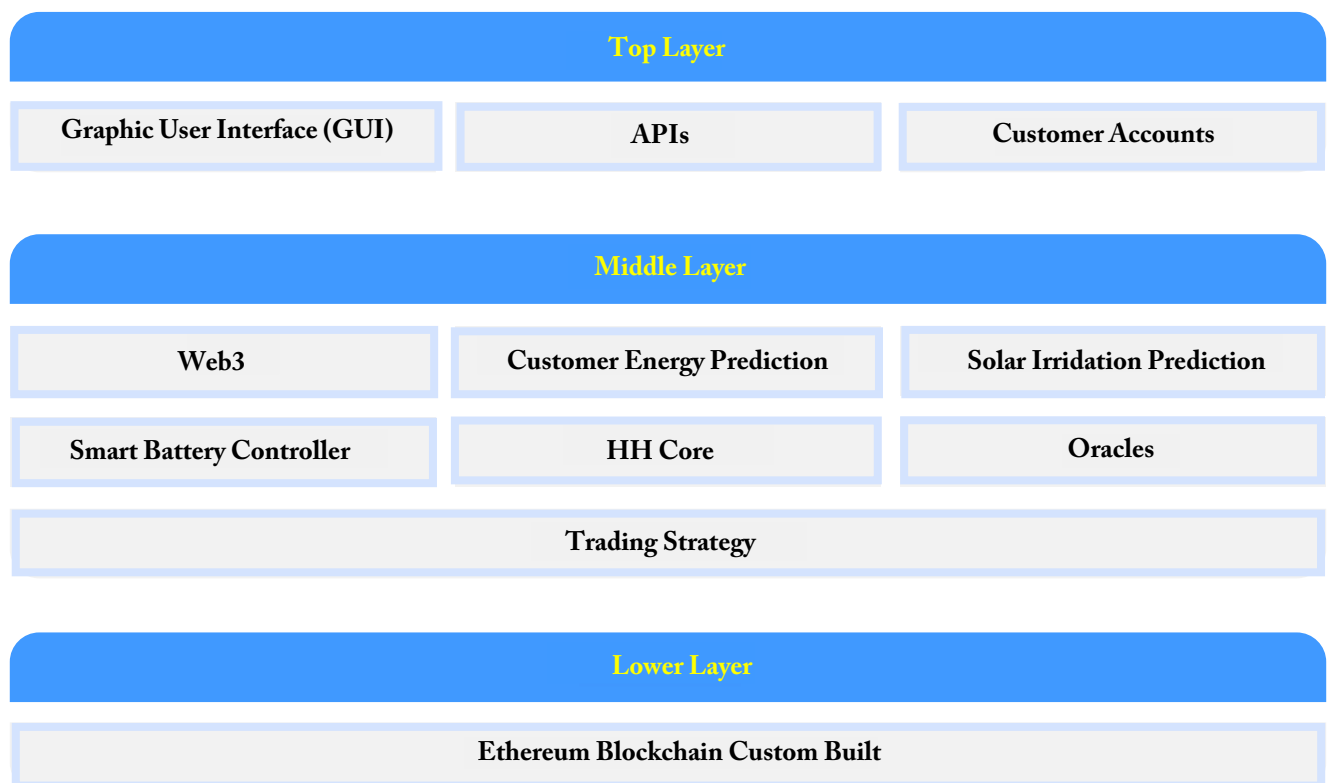 Top Layer
Graphic User Interface (GUI)
APIs
Customer Accounts
Middle Layer
Web3
Customer Energy Prediction
Solar Irridation Prediction
Smart Battery Controller
HH Core
Oracles
Trading Strategy
Lower Layer
Ethereum Blockchain Custom Built